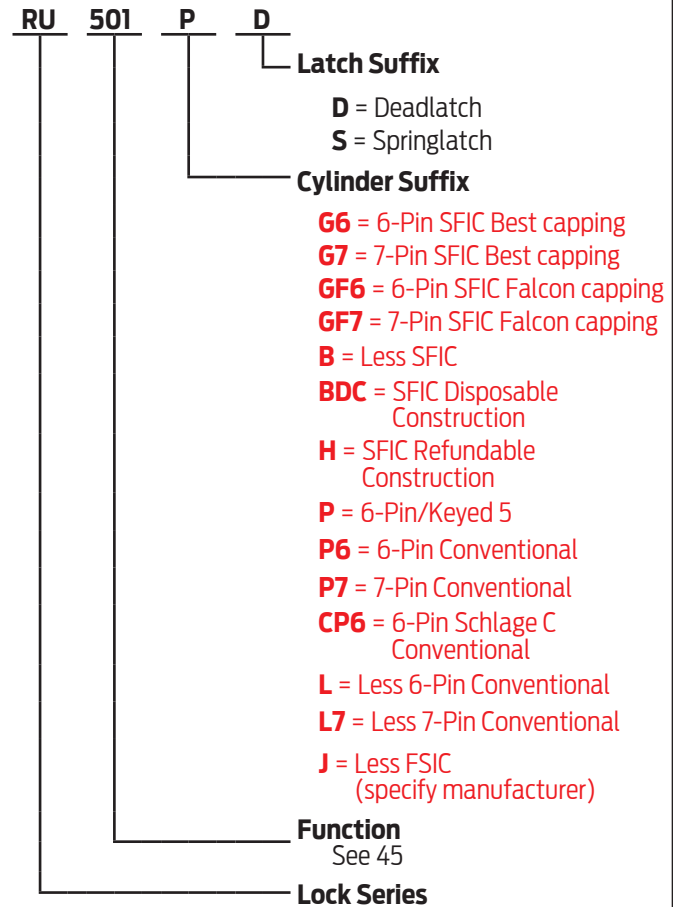 RU 501 P D
Latch Suffix
D = Deadlatch
S = Springlatch
Cylinder Suffix
G6 = 6-Pin SFIC Best capping
G7 = 7-Pin SFIC Best capping
GF6 = 6-Pin SFIC Falcon capping
GF7 = 7-Pin SFIC Falcon capping
B = Less SFIC
BDC = SFIC Disposable
Construction
H = SFIC Refundable
Construction
P = 6-Pin/Keyed 5
P6 = 6-Pin Conventional
P7 = 7-Pin Conventional
CP6 = 6-Pin Schlage C
Conventional
L = Less 6-Pin Conventional
L7 = Less 7-Pin Conventional
J = Less FSIC
(specify manufacturer)
Function
See 45
Lock Series